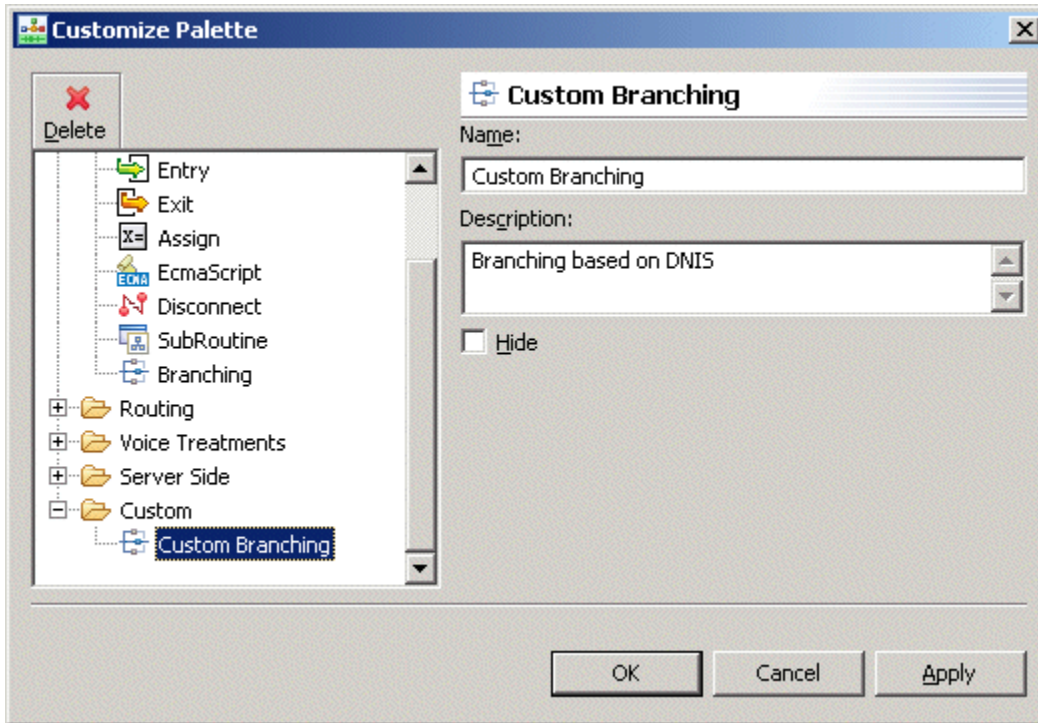 Customize Palette
Delete
Entry
Exit
X= Assign
ECMA EcmaScript
Disconnect
SubRoutine
Branching
Routing
Voice Treatments
Server Side
Custom
Custom Branching
Custom Branching
Name:
Custom Branching
Description:
Branching based on DNIS
Hide
OK Cancel Apply